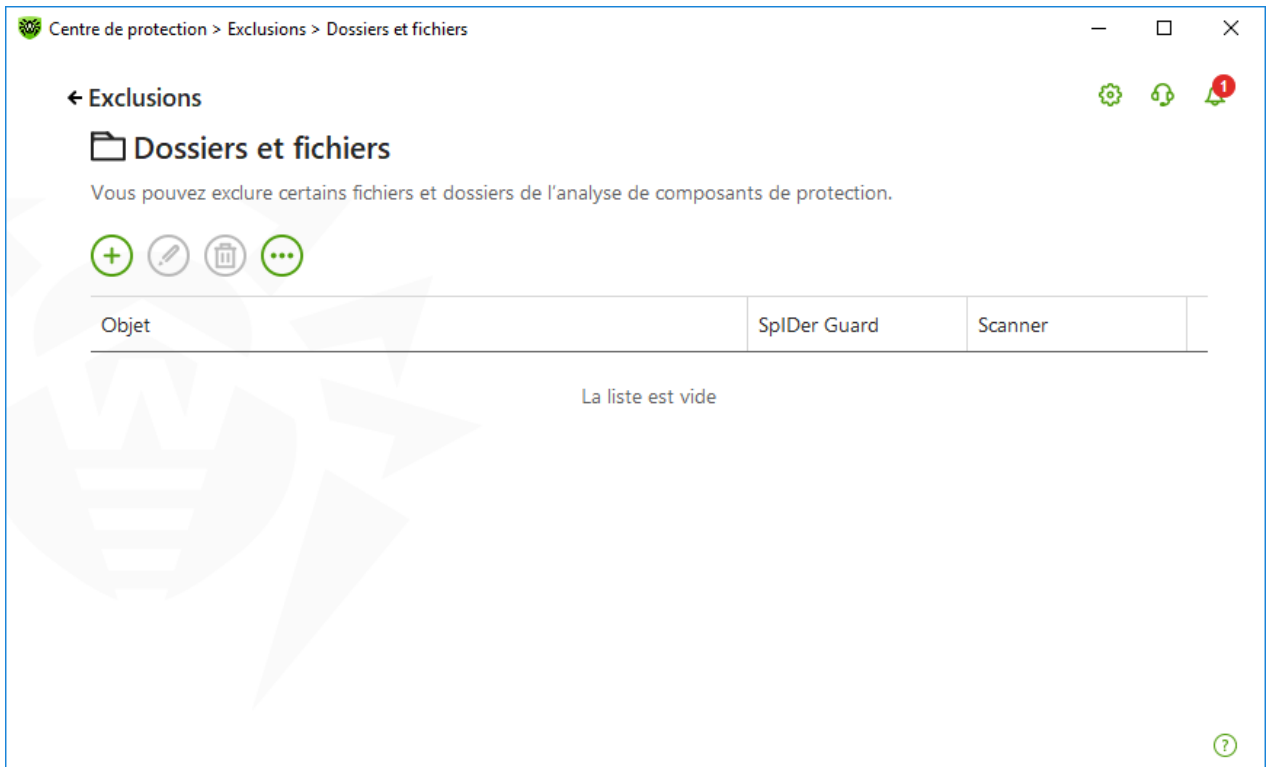 Centre de protection > Exclusions > Dossiers et fichiers
Exclusions
1
Dossiers et fichiers
Vous pouvez exclure certains fichiers et dossiers de l’analyse de composants de protection.
Objet SpIDer Guard Scanner
La liste est vide
?